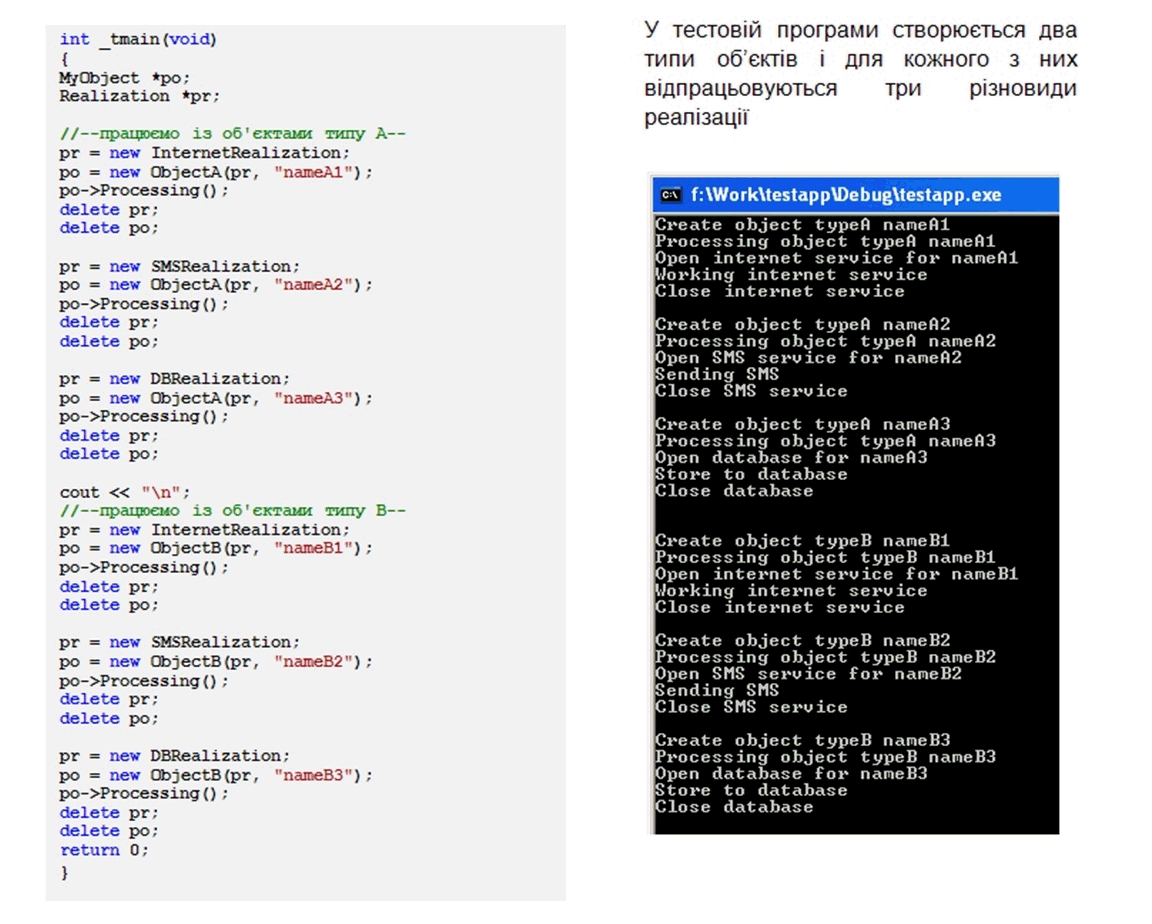 int _tmain(void)
{
MyObject *po;
Realization *pr;
//--працюємо із об'єктами типу A--
pr = new InternetRealization;
po = new ObjectA(pr, "nameA1");
po->Processing();
delete pr;
delete po;
pr = new SMSRealization;
po = new ObjectA(pr, "nameA2");
po->Processing();
delete pr;
delete po;
pr = new DBRealization;
po = new ObjectA(pr, "nameA3");
po->Processing();
delete pr;
delete po;
cout << "\n";
//--працюємо із об'єктами типу B--
pr = new InternetRealization;
po = new ObjectB(pr, "nameB1");
po->Processing();
delete pr;
delete po;
pr = new SMSRealization;
po = new ObjectB(pr, "nameB2");
po->Processing();
delete pr;
delete po;
pr = new DBRealization;
po = new ObjectB(pr, "nameB3");
po->Processing();
delete pr;
delete po;
return 0;
}
У тестовій програми створюється два
типи об'єктів і для кожного з них
відпрацьовуються три різновиди
реалізації
f:\Work\testapp\Debug\testapp.exe
Create object typeA nameA1
Processing object typeA nameA1
Open internet service for nameA1
Working internet service
Close internet service
Create object typeA nameA2
Processing object typeA nameA2
Open SMS service for nameA2
Sending SMS
Close SMS service
Create object typeA nameA3
Processing object typeA nameA3
Open database for nameA3
Store to database
Close database
Create object typeB nameB1
Processing object typeB nameB1
Open internet service for nameB1
Working internet service
Close internet service
Create object typeB nameB2
Processing object typeB nameB2
Open SMS service for nameB2
Sending SMS
Close SMS service
Create object typeB nameB3
Processing object typeB nameB3
Open database for nameB3
Store to database
Close database